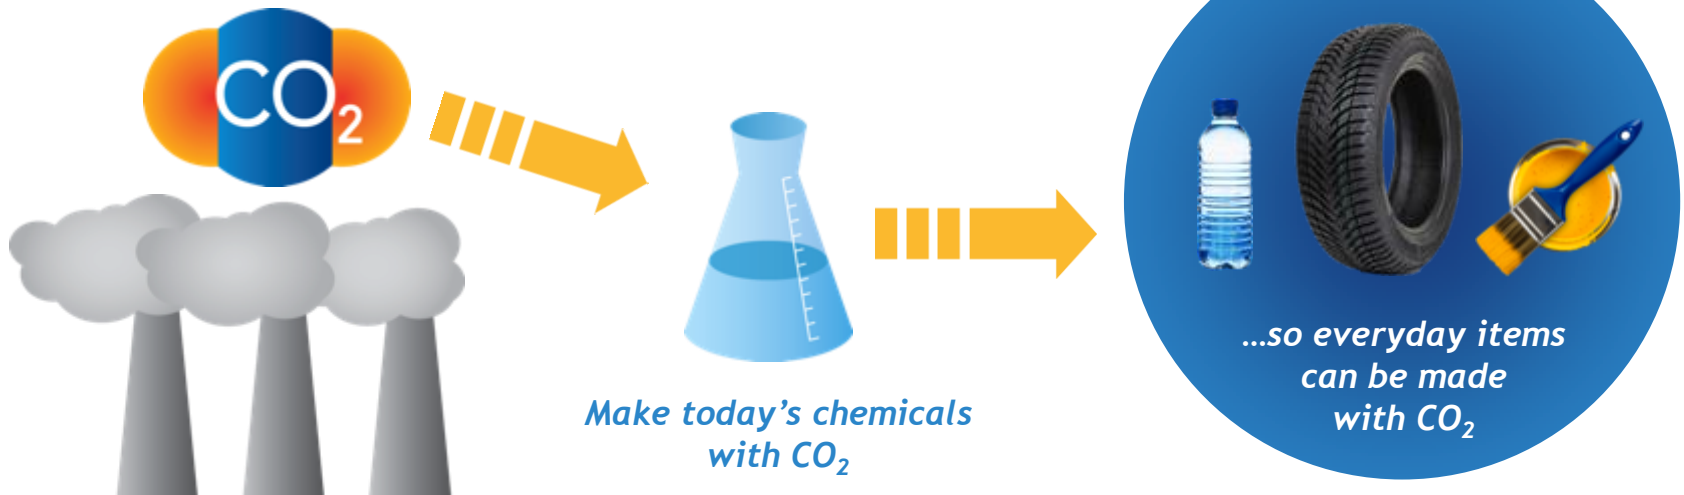 CO₂
Make today’s chemicals
with CO₂
...so everyday items
can be made
with CO₂